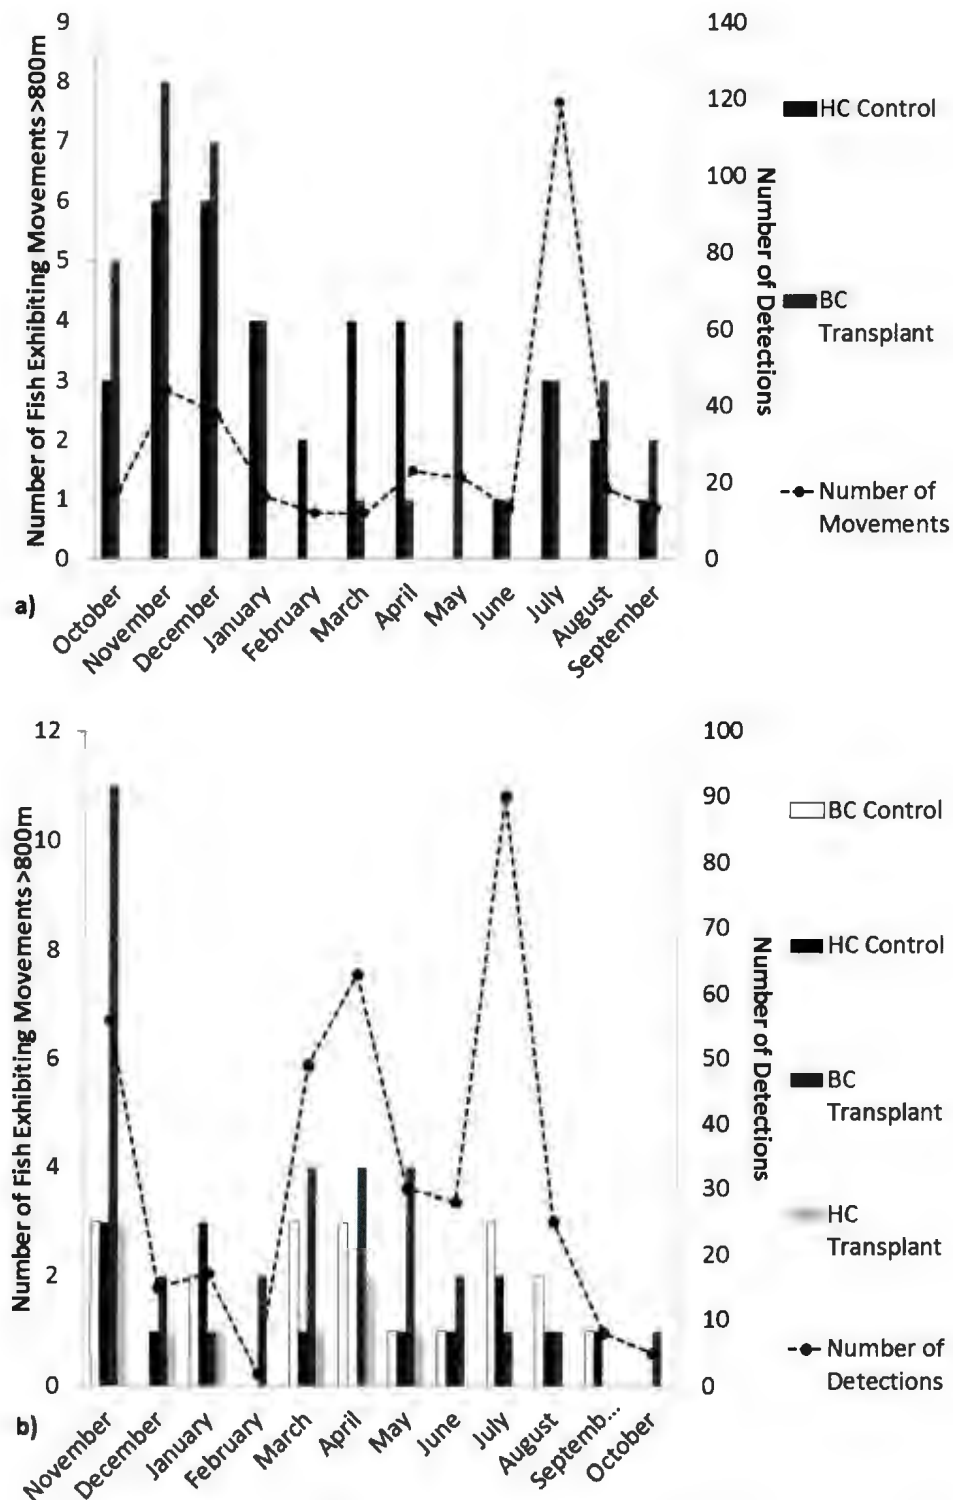 Number of Fish Exhibiting Movements >800m
9
8
7
6
5
4
3
2
1
0
140
120
100
80
60
40
20
0
Number of Detections
HC Control
BC
Transplant
Number of
Movements
October
November
December
January
February
March
April
May
June
July
August
September
a)
Number of Fish Exhibiting Movements >800m
12
10
8
6
4
2
0
100
90
80
70
60
50
40
30
20
10
0
Number of Detections
BC Control
HC Control
BC
Transplant
HC
Transplant
Number of
Detections
November
December
January
February
March
April
May
June
July
August
Septemb...
October
b)